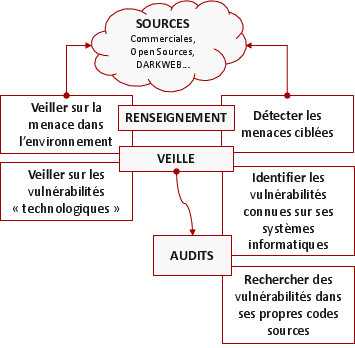 SOURCES
Commerciales,
Open Sources,
DARKWEB...
Veiller sur la
menace dans
l'environnement
RENSEIGNEMENT
Détecter les
menaces ciblées
VEILLE
Veiller sur les
vulnérabilités
« technologiques »
Identifier les
vulnérabilités
connues sur ses
systèmes
informatiques
AUDITS
Rechercher des
vulnérabilités dans
ses propres codes
sources